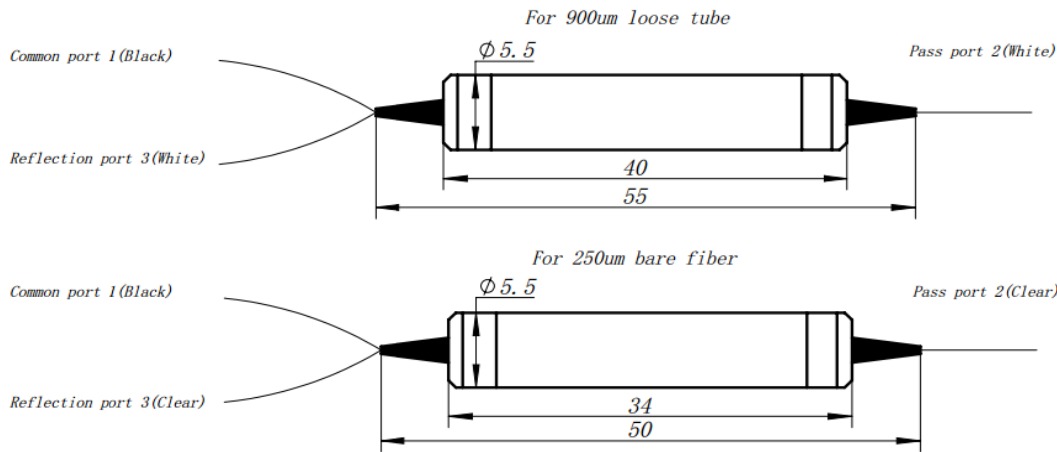 For 900um loose tube
Common port 1(Black)
Φ5.5
Pass port 2(White)
Reflection port 3(White)
40
55
For 250um bare fiber
Common port 1(Black)
Φ5.5
Pass port 2(Clear)
Reflection port 3(Clear)
34
50